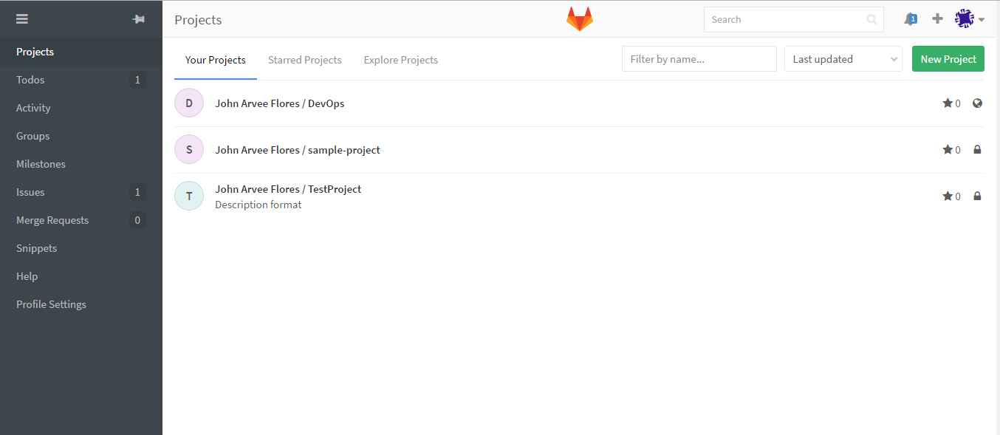 Projects
1
Search
Projects
Todos 1
Activity
Groups
Milestones
Issues 1
Merge Requests 0
Snippets
Help
Profile Settings
Your Projects Starred Projects Explore Projects Filter by name... Last updated New Project
D John Arvee Flores / DevOps 0
S John Arvee Flores / sample-project 0
T John Arvee Flores / TestProject 0
Description format